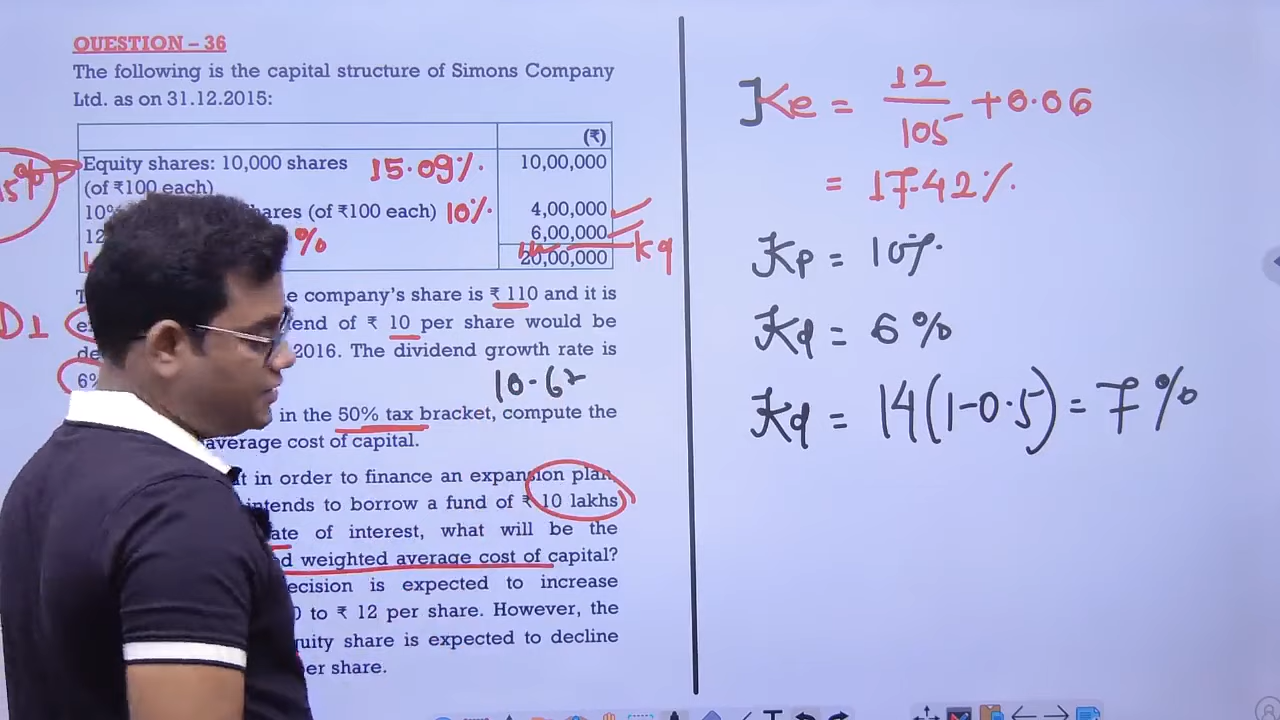 QUESTION – 36
The following is the capital structure of Simons Company
Ltd. as on 31.12.2015:
(₹)
Equity shares: 10,000 shares 15.09%. 10,00,000
(of ₹100 each)
10% hares (of ₹100 each) 10%. 4,00,000
12 % 6,00,000
20,00,000 kq
e company's share is ₹ 110 and it is
D1 end of ₹ 10 per share would be
2016. The dividend growth rate is
6% 10.62
in the 50% tax bracket, compute the
average cost of capital.
t in order to finance an expansion plan,
ntends to borrow a fund of ₹ 10 lakhs
ate of interest, what will be the
d weighted average cost of capital?
ecision is expected to increase
0 to ₹ 12 per share. However, the
uity share is expected to decline
er share.
Ke = 12/105 + 0.06
= 17.42%.
Kp = 10%.
Kd = 6%
Kd = 14(1-0.5) = 7%